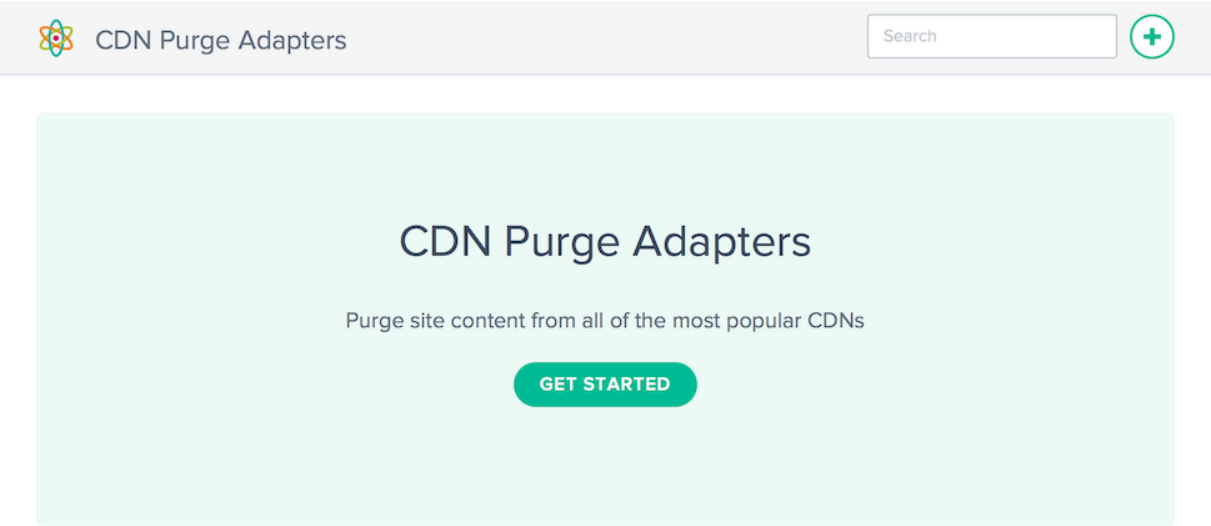 CDN Purge Adapters
Search
CDN Purge Adapters
Purge site content from all of the most popular CDNs
GET STARTED